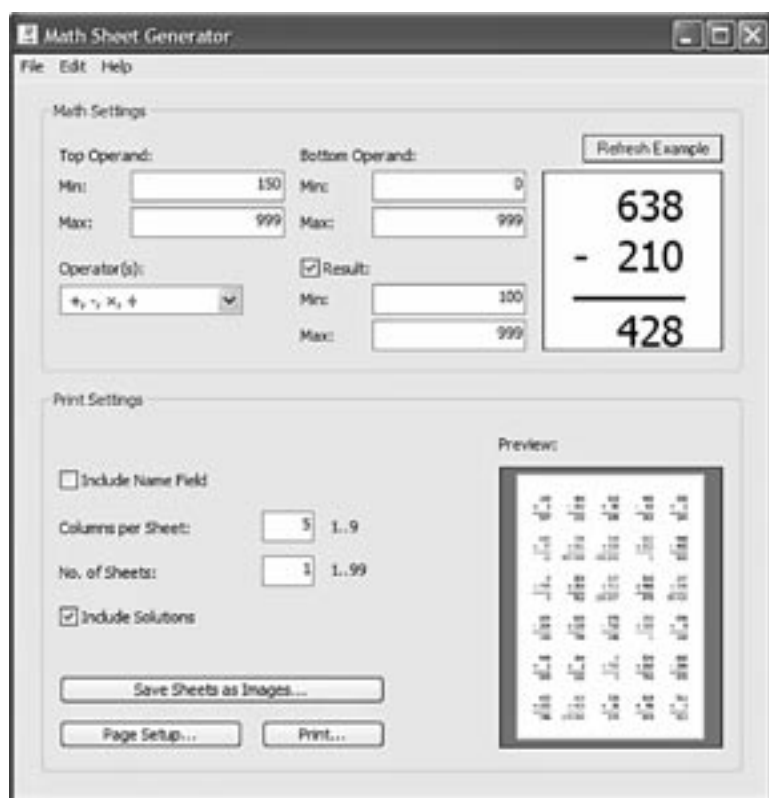 Math Sheet Generator
File Edit Help
Math Settings
Top Operand:
Min: 150
Max: 999
Operator(s):
+, -, ×, ÷
Bottom Operand:
Min: 0
Max: 999
Result:
Min: 100
Max: 999
Refresh Example
638
- 210
428
Print Settings
Include Name Field
Columns per Sheet: 5 1..9
No. of Sheets: 1 1..99
Include Solutions
Save Sheets as Images...
Page Setup... Print...
Preview: